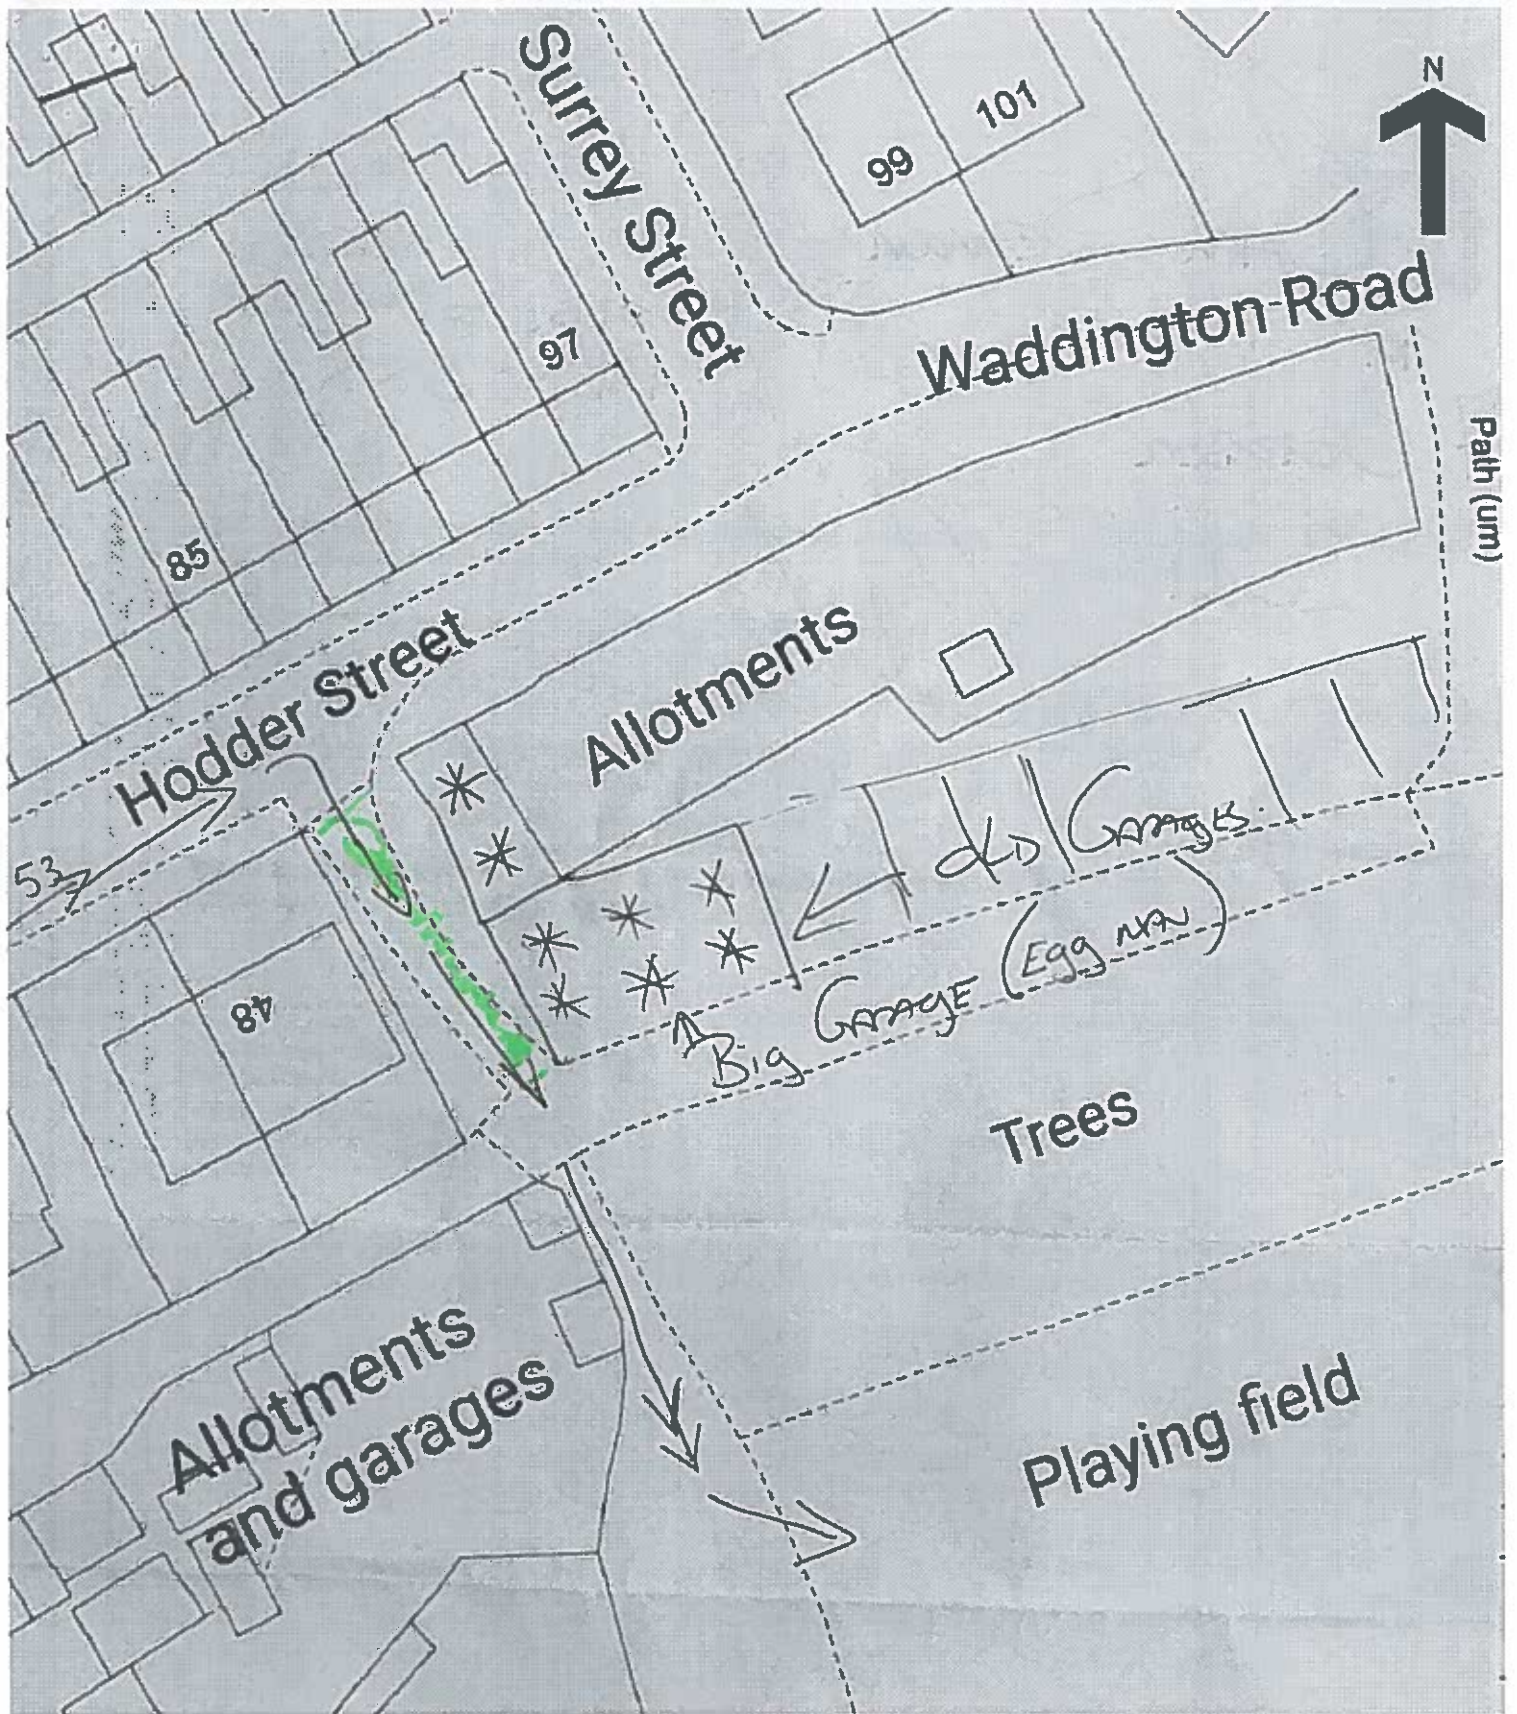 N
Surrey Street
101
99
Waddington Road
97
Path (um)
85
Allotments
Hodder Street
53
Garages.
Big Garage (Egg man)
48
Trees
Allotments
and garages
Playing field